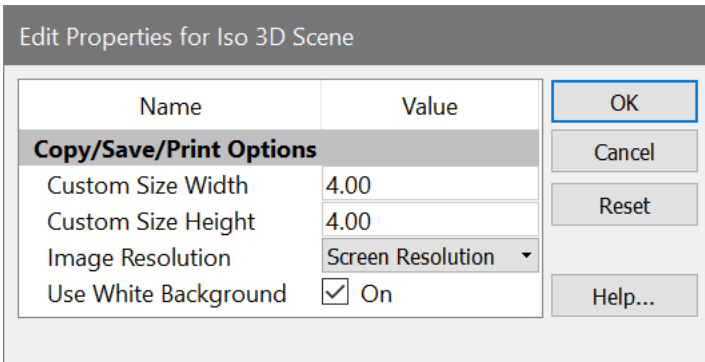 Edit Properties for Iso 3D Scene
Name Value OK
Copy/Save/Print Options Cancel
Custom Size Width 4.00 Reset
Custom Size Height 4.00
Image Resolution Screen Resolution
Use White Background On Help...